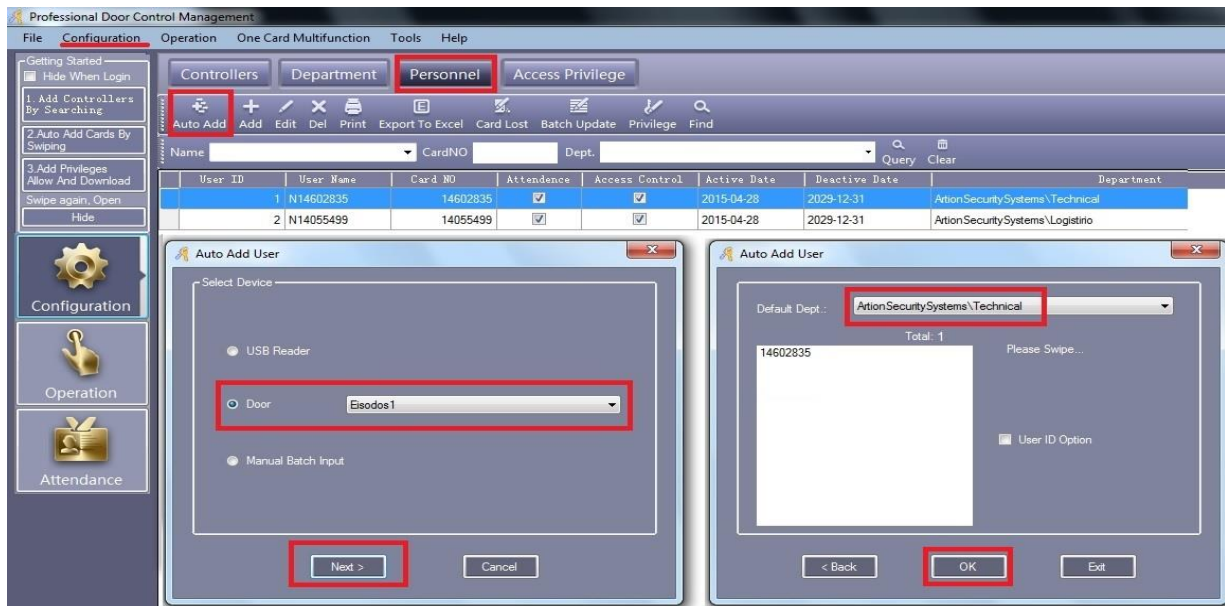 Professional Door Control Management
File Configuration Operation One Card Multifunction Tools Help
Getting Started
Hide When Login
1. Add Controllers
By Searching
2.Auto Add Cards By
Swiping
3.Add Privileges
Allow And Download
Swipe again, Open
Hide
Configuration
Operation
Attendance
Controllers Department Personnel Access Privilege
Auto Add Add Edit Del Print Export To Excel Card Lost Batch Update Privilege Find
Name CardNO Dept. Query Clear
User ID User Name Card NO Attendence Access Control Active Date Deactive Date Department
1 N14602835 14602835 2015-04-28 2029-12-31 ArtionSecuritySystems\Technical
2 N14055499 14055499 2015-04-28 2029-12-31 ArtionSecuritySystems\Logistirio
Auto Add User
Select Device
USB Reader
Door Eisodos1
Manual Batch Input
Next > Cancel
Auto Add User
Default Dept.: ArtionSecuritySystems\Technical
Total: 1
14602835 Please Swipe...
User ID Option
< Back OK Exit